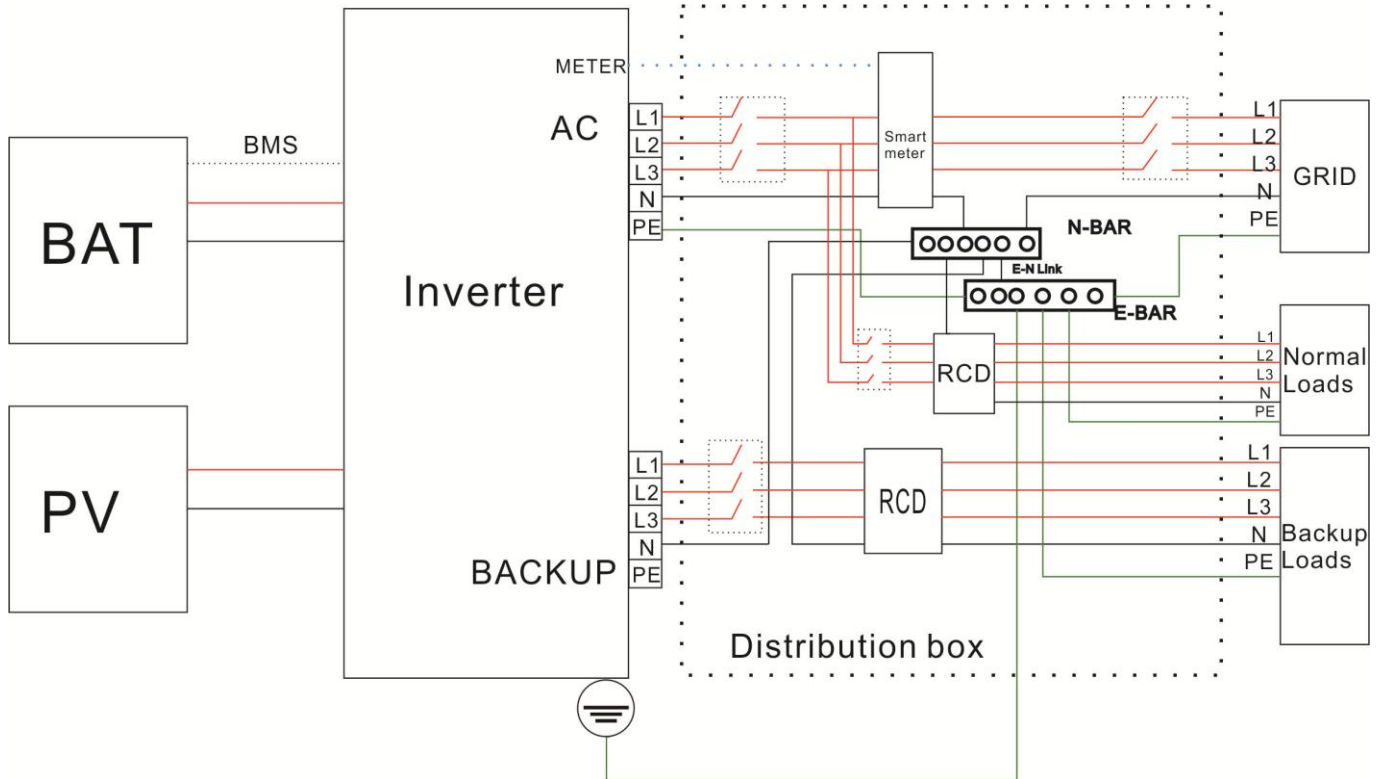 METER
AC
L1
L2
L3
N
PE
BMS
BAT
Inverter
Smart
meter
L1
L2
L3
N
PE
GRID
N-BAR
E-N Link
E-BAR
RCD
L1
L2
L3
N
PE
Normal
Loads
PV
L1
L2
L3
N
PE
BACKUP
RCD
L1
L2
L3
N
PE
Backup
Loads
Distribution box